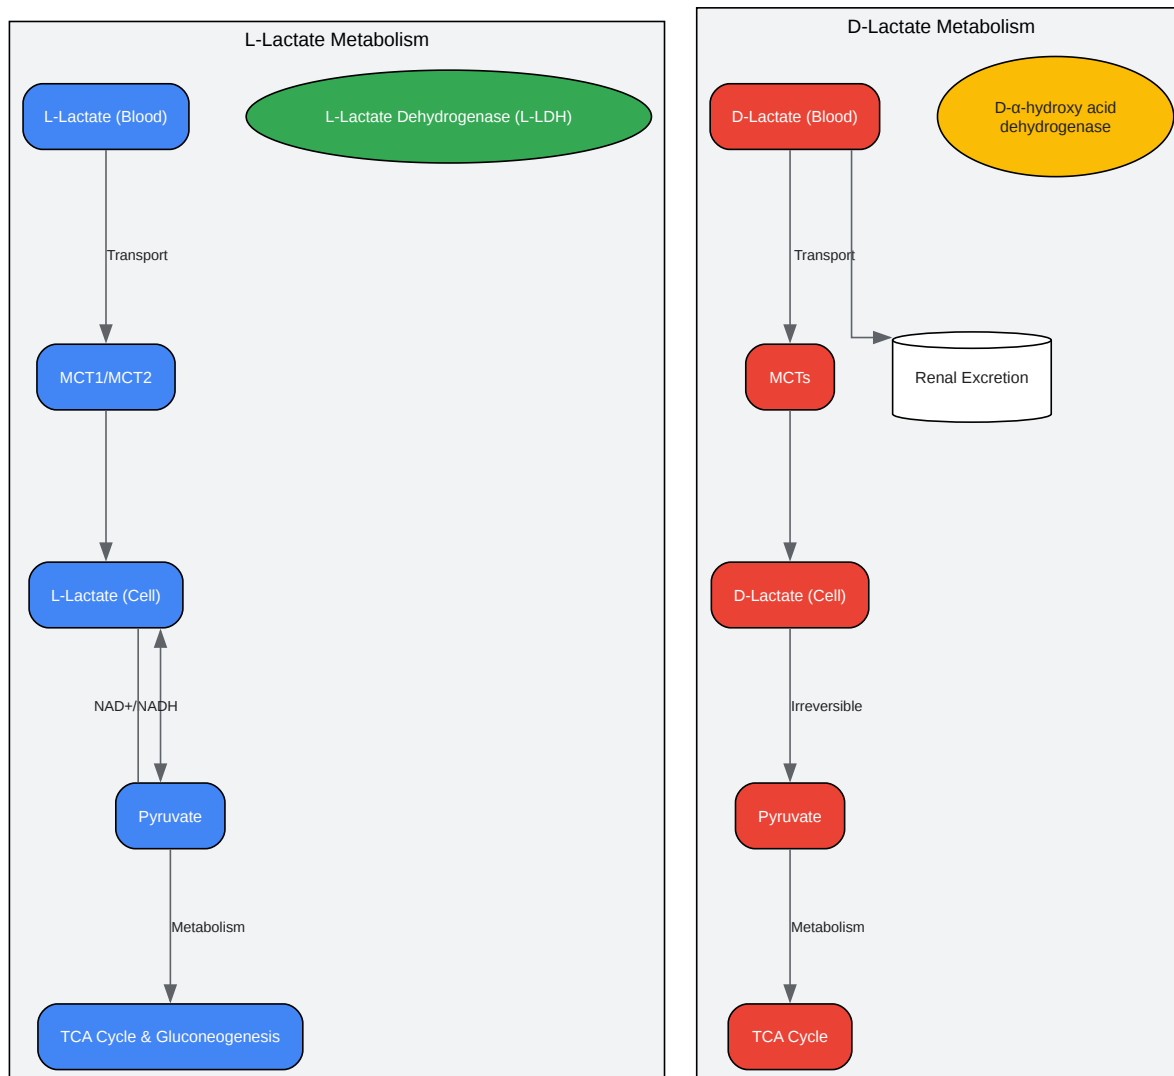 L-Lactate Metabolism
L-Lactate (Blood)
L-Lactate Dehydrogenase (L-LDH)
Transport
MCT1/MCT2
L-Lactate (Cell)
NAD+/NADH
Pyruvate
Metabolism
TCA Cycle & Gluconeogenesis
D-Lactate Metabolism
D-Lactate (Blood)
D-α-hydroxy acid
dehydrogenase
Transport
MCTs
Renal Excretion
D-Lactate (Cell)
Irreversible
Pyruvate
Metabolism
TCA Cycle